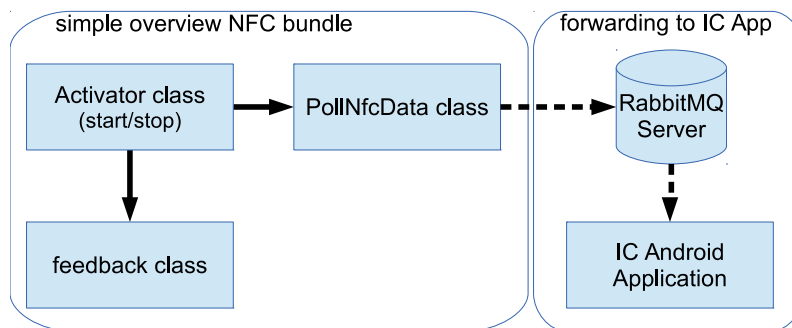 simple overview NFC bundle
forwarding to IC App
Activator class
(start/stop)
PollNfcData class
RabbitMQ
Server
feedback class
IC Android
Application